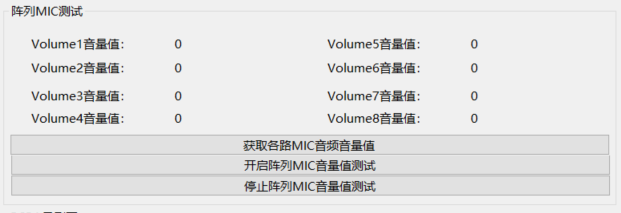 阵列MIC测试
Volume1音量值: 0 Volume5音量值: 0
Volume2音量值: 0 Volume6音量值: 0
Volume3音量值: 0 Volume7音量值: 0
Volume4音量值: 0 Volume8音量值: 0
获取各路MIC音频音量值
开启阵列MIC音量值测试
停止阵列MIC音量值测试